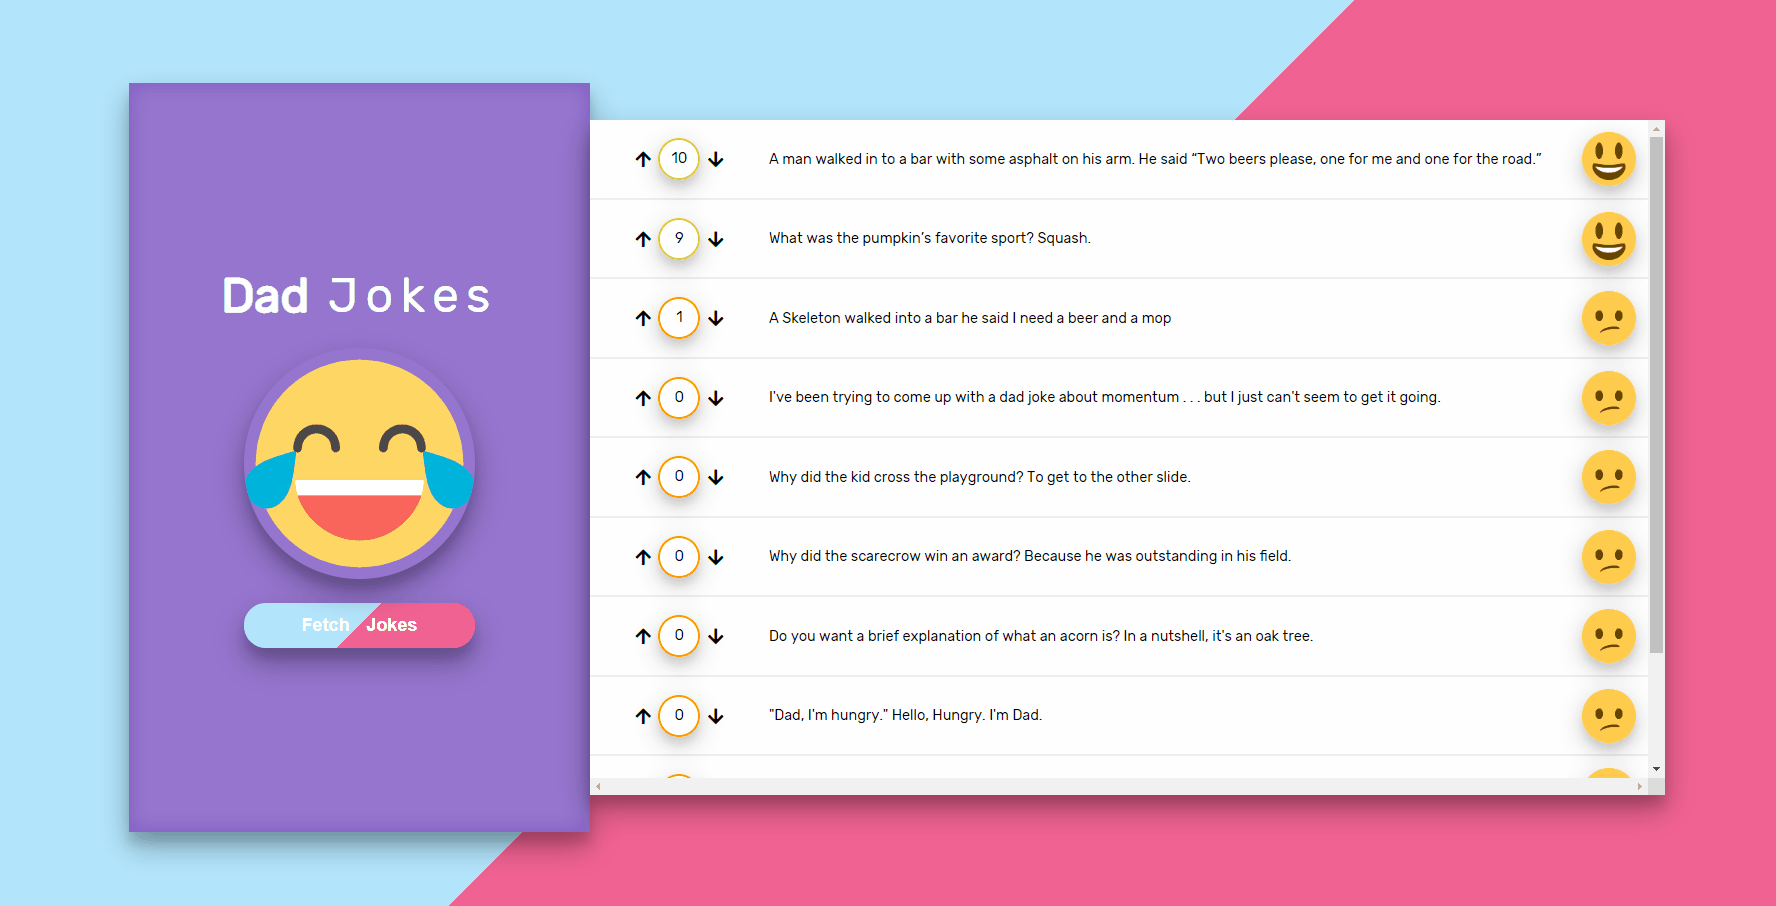 Dad Jokes
Fetch Jokes
10 A man walked in to a bar with some asphalt on his arm. He said “Two beers please, one for me and one for the road.”
9 What was the pumpkin’s favorite sport? Squash.
1 A Skeleton walked into a bar he said I need a beer and a mop
0 I've been trying to come up with a dad joke about momentum . . . but I just can't seem to get it going.
0 Why did the kid cross the playground? To get to the other slide.
0 Why did the scarecrow win an award? Because he was outstanding in his field.
0 Do you want a brief explanation of what an acorn is? In a nutshell, it's an oak tree.
0 "Dad, I'm hungry." Hello, Hungry. I'm Dad.